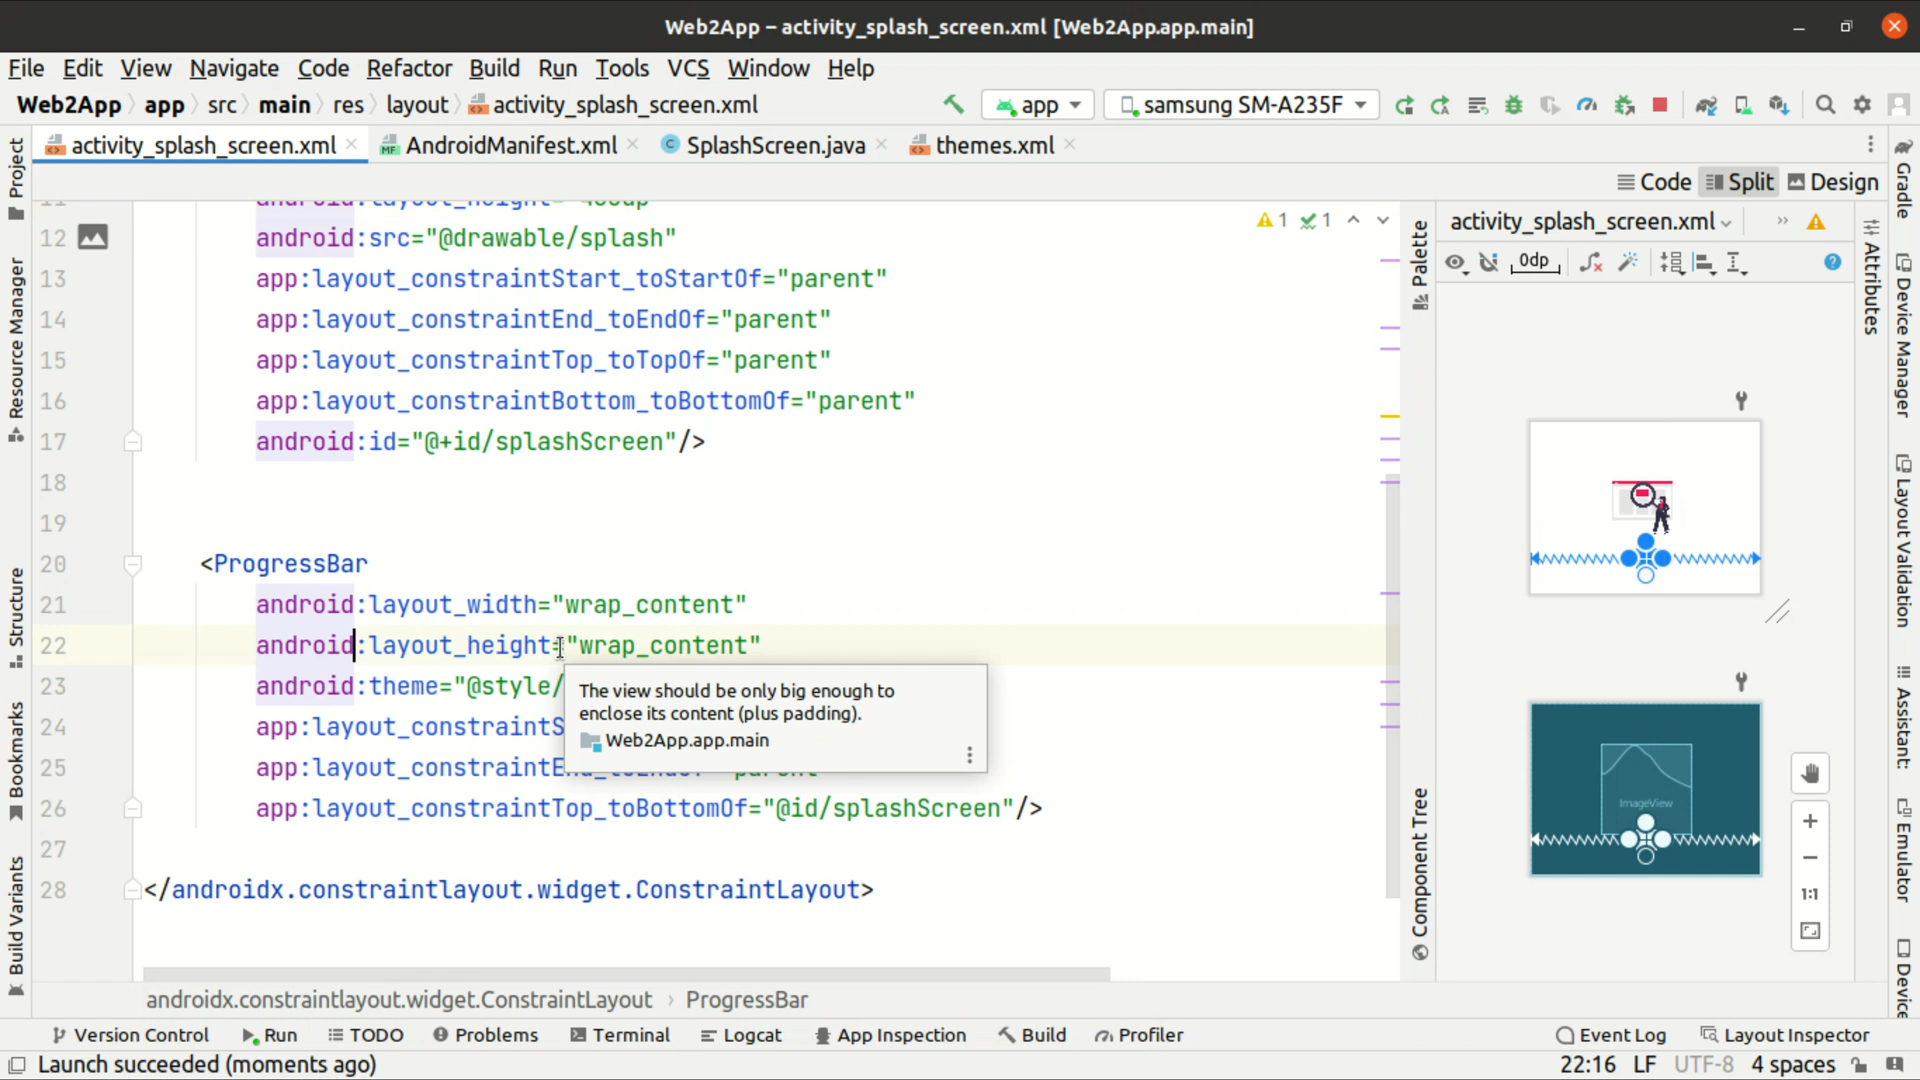 Web2App – activity_splash_screen.xml [Web2App.app.main]
File Edit View Navigate Code Refactor Build Run Tools VCS Window Help
Web2App app src main res layout activity_splash_screen.xml app samsung SM-A235F
activity_splash_screen.xml AndroidManifest.xml SplashScreen.java themes.xml
Code Split Design
Project
Resource Manager
Structure
Bookmarks
Build Variants
12 android:src="@drawable/splash"
13 app:layout_constraintStart_toStartOf="parent"
14 app:layout_constraintEnd_toEndOf="parent"
15 app:layout_constraintTop_toTopOf="parent"
16 app:layout_constraintBottom_toBottomOf="parent"
17 android:id="@+id/splashScreen"/>
18
19
20 <ProgressBar
21 android:layout_width="wrap_content"
22 android:layout_height="wrap_content"
23 android:theme="@style/
24 app:layout_constraintS
25 app:layout_constraint
26 app:layout_constraintTop_toBottomOf="@id/splashScreen"/>
27
28 </androidx.constraintlayout.widget.ConstraintLayout>
The view should be only big enough to
enclose its content (plus padding).
Web2App.app.main
1 1
Palette
Component Tree
activity_splash_screen.xml
0dp
ImageView
1:1
Gradle
Device Manager
Layout Validation
Assistant:
Emulator
Device
Attributes
androidx.constraintlayout.widget.ConstraintLayout ProgressBar
Version Control Run TODO Problems Terminal Logcat App Inspection Build Profiler Event Log Layout Inspector
Launch succeeded (moments ago) 22:16 LF UTF-8 4 spaces